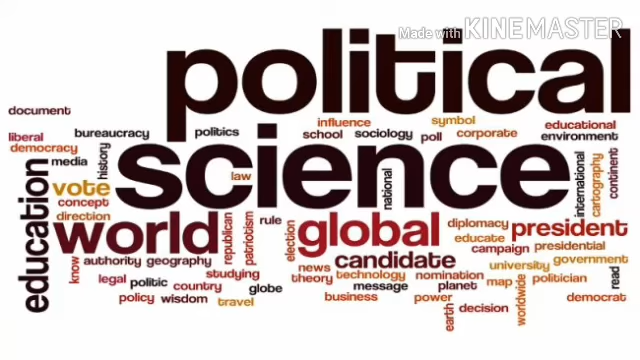 Made with KINEMASTER
political
document
influence
symbol
educational
liberal
bureaucracy
politics
school
sociology
poll
corporate
environment
democracy
media
history
science
national
international
cartography
continent
law
education
vote
concept
direction
world
republican
patriotism
rule
election
global
diplomacy
president
educate
campaign
presidential
candidate
know
authority
geography
news
university
government
studying
theory
technology
nomination
map
politician
read
legal
politic
country
globe
message
planet
worldwide
policy
wisdom
travel
business
power
earth
decision
democrat